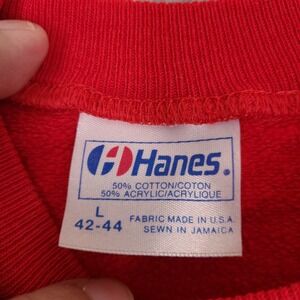 Hanes.
50% COTTON/COTON
50% ACRYLIC/ACRYLIQUE
L
42-44
FABRIC MADE IN U.S.A.
SEWN IN JAMAICA